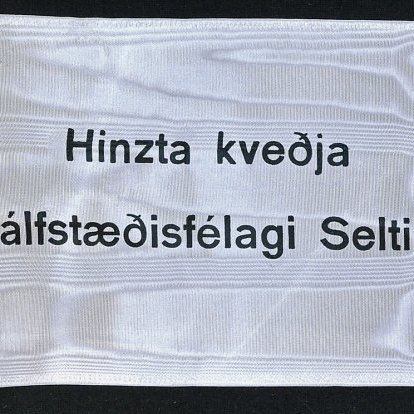 Hinzta kveðja
álfstæðisfélagi Selti